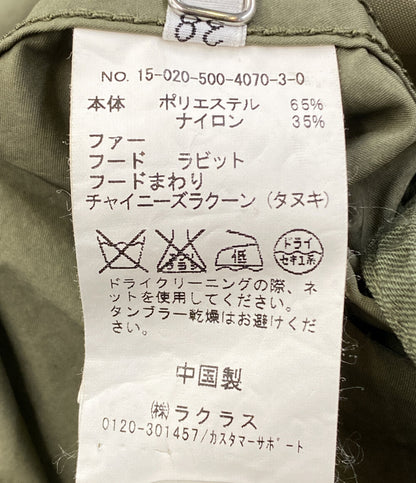 38
NO. 15-020-500-4070-3-0
本体 ポリエステル 65%
ナイロン 35%
ファー
フード ラビット
フードまわり
チャイニーズラクーン (タヌキ)
エンソサラシ 低 ドライ セキユ系
ドライクリーニングの際、ネ
ットを使用してください。
タンブラー乾燥はお避けくだ
さい。
中国製
㈱ラクラス
0120-301457/カスタマーサポート